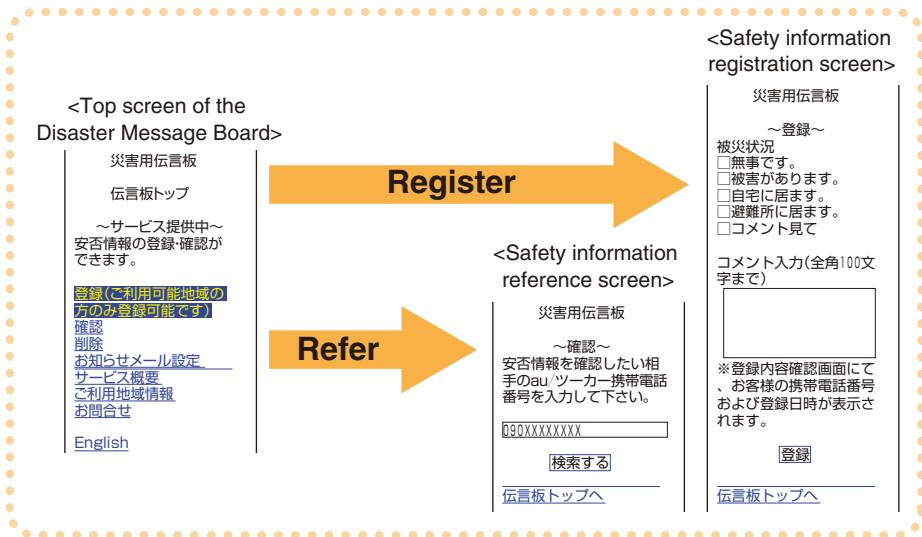 <Top screen of the
Disaster Message Board>
災害用伝言板
伝言板トップ
～サービス提供中～
安否情報の登録・確認が
できます。
登録(ご利用可能地域の
方のみ登録可能です)
確認
削除
お知らせメール設定
サービス概要
ご利用地域情報
お問合せ
English
Register
Refer
<Safety information
reference screen>
災害用伝言板
～確認～
安否情報を確認したい相
手のau/ツーカー携帯電話
番号を入力して下さい。
090XXXXXXXX
検索する
伝言板トップへ
<Safety information
registration screen>
災害用伝言板
～登録～
被災状況
□無事です。
□被害があります。
□自宅に居ます。
□避難所に居ます。
□コメント見て
コメント入力(全角100文
字まで)
※登録内容確認画面にて
、お客様の携帯電話番号
および登録日時が表示さ
れます。
登録
伝言板トップへ